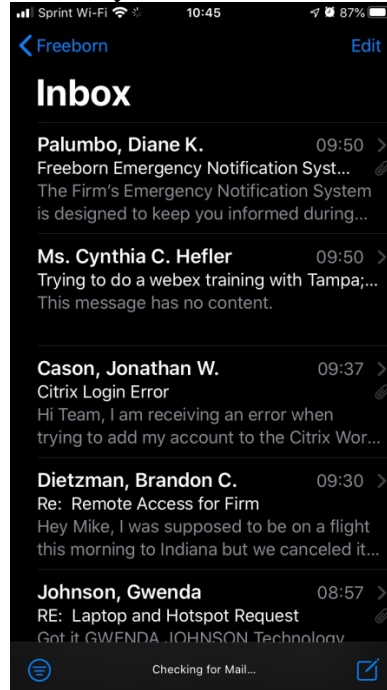 Sprint Wi-Fi
10:45
87%
Freeborn
Edit
Inbox
Palumbo, Diane K.
09:50
Freeborn Emergency Notification Syst...
The Firm's Emergency Notification System
is designed to keep you informed during...
Ms. Cynthia C. Hefler
09:50
Trying to do a webex training with Tampa;...
This message has no content.
Cason, Jonathan W.
09:37
Citrix Login Error
Hi Team, I am receiving an error when
trying to add my account to the Citrix Wor...
Dietzman, Brandon C.
09:30
Re: Remote Access for Firm
Hey Mike, I was supposed to be on a flight
this morning to Indiana but we canceled it...
Johnson, Gwenda
08:57
RE: Laptop and Hotspot Request
Got it GWENDA JOHNSON Technology
Checking for Mail...